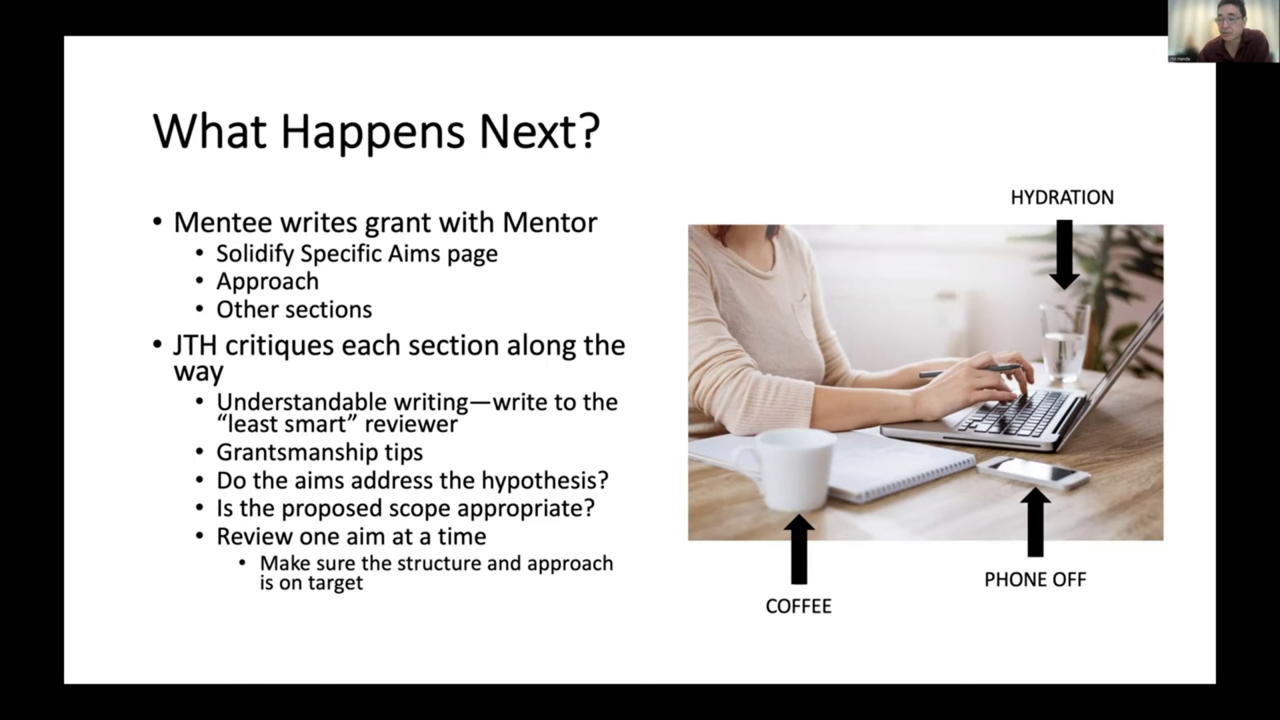 What Happens Next?
• Mentee writes grant with Mentor
• Solidify Specific Aims page
• Approach
• Other sections
• JTH critiques each section along the
way
• Understandable writing—write to the
“least smart” reviewer
• Grantsmanship tips
• Do the aims address the hypothesis?
• Is the proposed scope appropriate?
• Review one aim at a time
• Make sure the structure and approach
is on target
HYDRATION
COFFEE
PHONE OFF